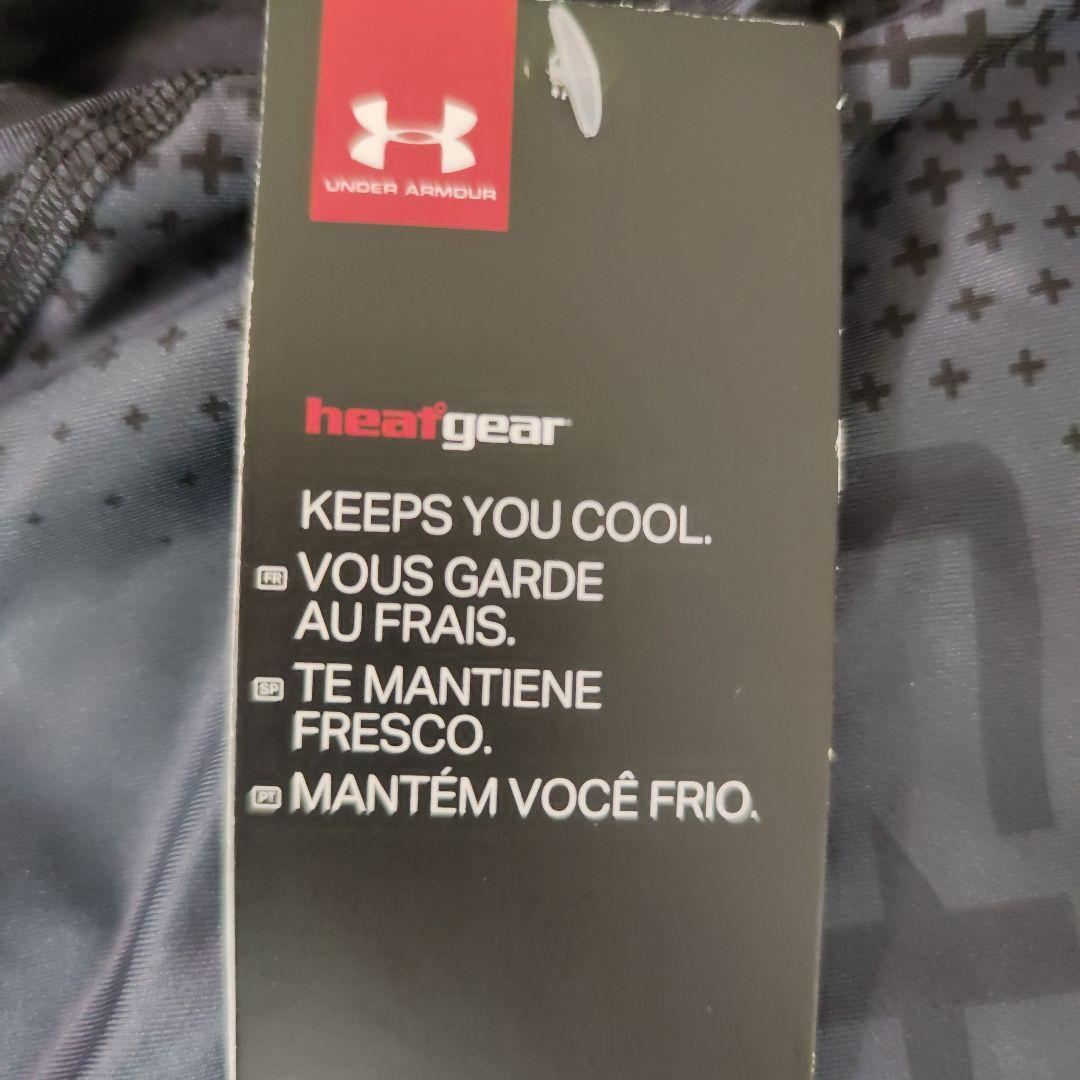 UNDER ARMOUR
heatgear
KEEPS YOU COOL.
FR VOUS GARDE
AU FRAIS.
SP TE MANTIENE
FRESCO.
PT MANTÉM VOCÊ FRIO.